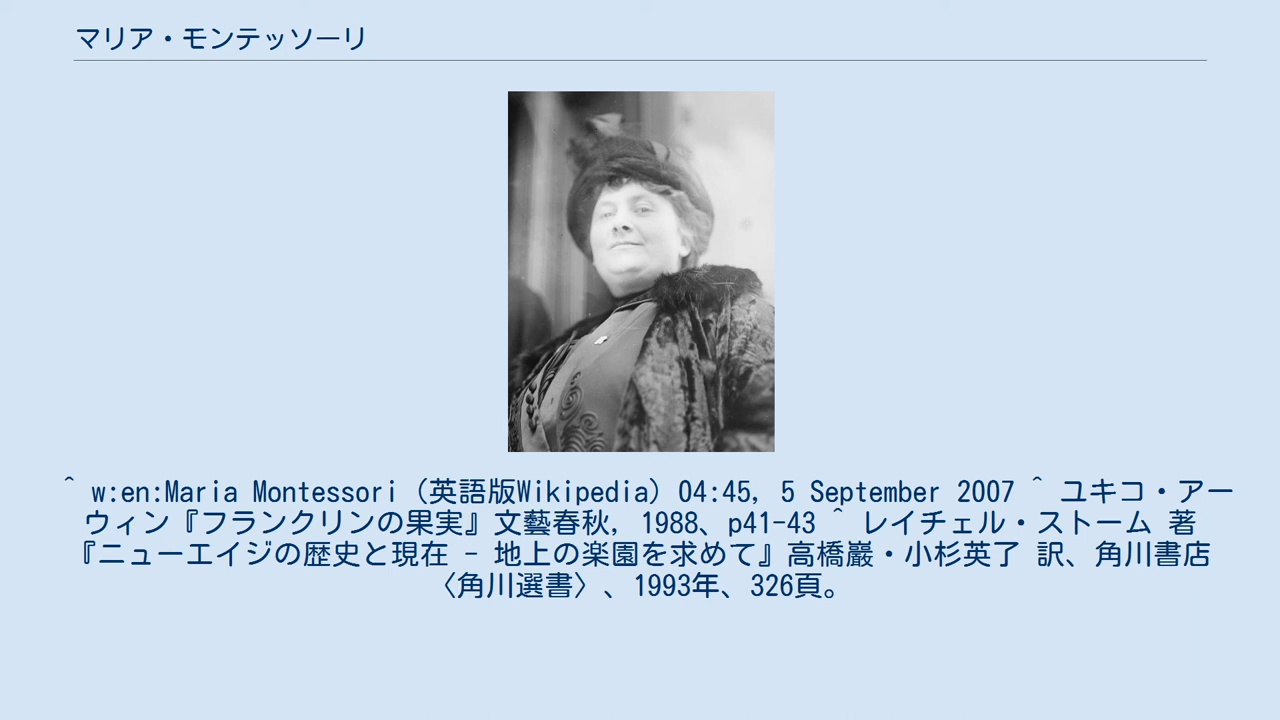 マリア・モンテッソーリ
^ w:en:Maria Montessori (英語版Wikipedia) 04:45, 5 September 2007 ^ ユキコ・アー
ウィン『フランクリンの果実』文藝春秋, 1988、p41-43 ^ レイチェル・ストーム 著
『ニューエイジの歴史と現在 - 地上の楽園を求めて』高橋巖・小杉英了 訳、角川書店
〈角川選書〉、1993年、326頁。